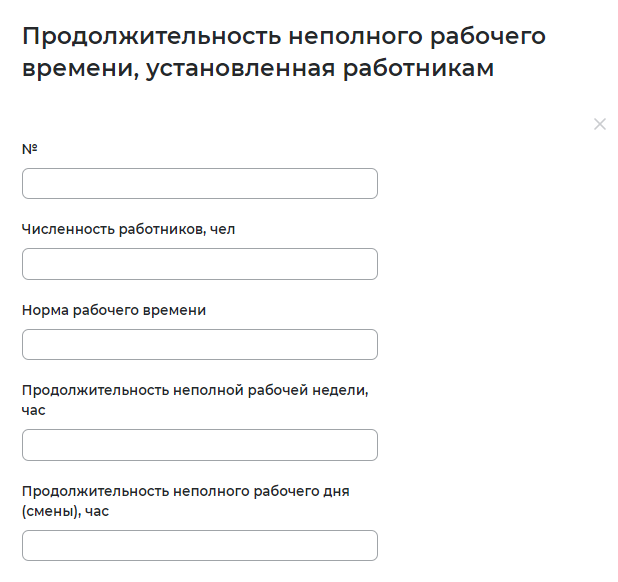 Продолжительность неполного рабочего
времени, установленная работникам
№
Численность работников, чел
Норма рабочего времени
Продолжительность неполной рабочей недели,
час
Продолжительность неполного рабочего дня
(смены), час